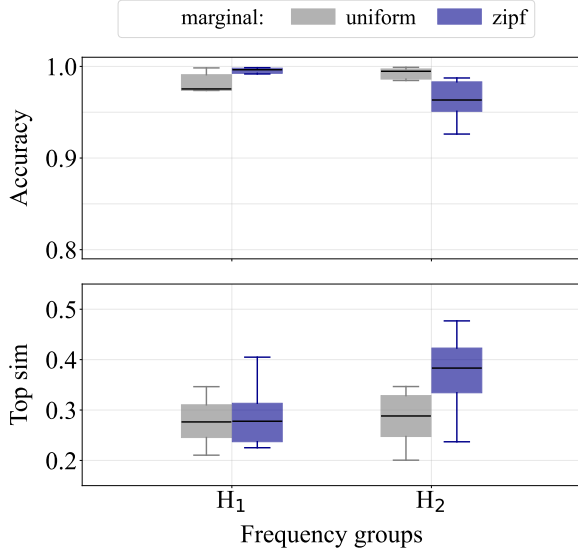 marginal: uniform zipf
Accuracy
1.0
0.9
0.8
Top sim
0.5
0.4
0.3
0.2
H₁ H₂
Frequency groups